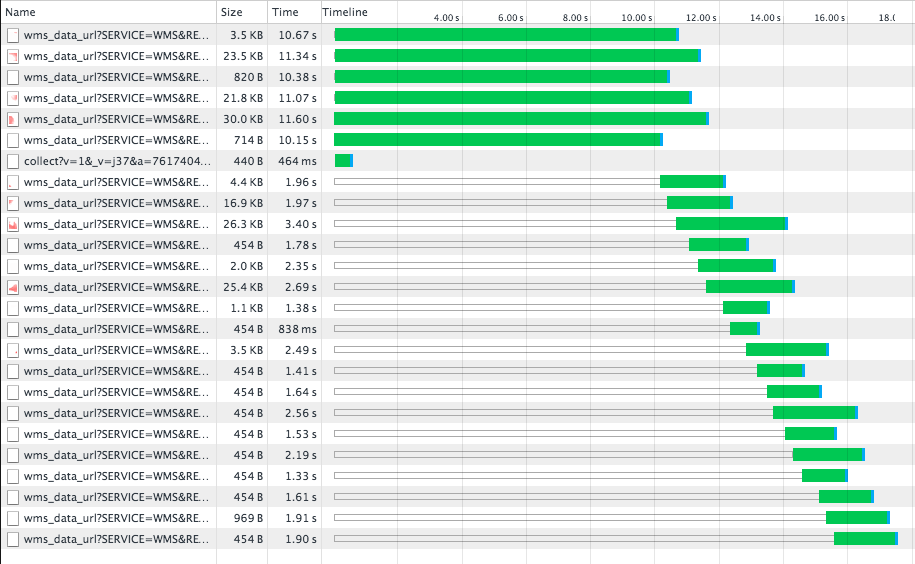 Name Size Time Timeline
4.00 s 6.00 s 8.00 s 10.00 s 12.00 s 14.00 s 16.00 s 18.(
wms_data_url?SERVICE=WMS&RE... 3.5 KB 10.67 s
wms_data_url?SERVICE=WMS&RE... 23.5 KB 11.34 s
wms_data_url?SERVICE=WMS&RE... 820 B 10.38 s
wms_data_url?SERVICE=WMS&RE... 21.8 KB 11.07 s
wms_data_url?SERVICE=WMS&RE... 30.0 KB 11.60 s
wms_data_url?SERVICE=WMS&RE... 714 B 10.15 s
collect?v=1&_v=j37&a=7617404... 440 B 464 ms
wms_data_url?SERVICE=WMS&RE... 4.4 KB 1.96 s
wms_data_url?SERVICE=WMS&RE... 16.9 KB 1.97 s
wms_data_url?SERVICE=WMS&RE... 26.3 KB 3.40 s
wms_data_url?SERVICE=WMS&RE... 454 B 1.78 s
wms_data_url?SERVICE=WMS&RE... 2.0 KB 2.35 s
wms_data_url?SERVICE=WMS&RE... 25.4 KB 2.69 s
wms_data_url?SERVICE=WMS&RE... 1.1 KB 1.38 s
wms_data_url?SERVICE=WMS&RE... 454 B 838 ms
wms_data_url?SERVICE=WMS&RE... 3.5 KB 2.49 s
wms_data_url?SERVICE=WMS&RE... 454 B 1.41 s
wms_data_url?SERVICE=WMS&RE... 454 B 1.64 s
wms_data_url?SERVICE=WMS&RE... 454 B 2.56 s
wms_data_url?SERVICE=WMS&RE... 454 B 1.53 s
wms_data_url?SERVICE=WMS&RE... 454 B 2.19 s
wms_data_url?SERVICE=WMS&RE... 454 B 1.33 s
wms_data_url?SERVICE=WMS&RE... 454 B 1.61 s
wms_data_url?SERVICE=WMS&RE... 969 B 1.91 s
wms_data_url?SERVICE=WMS&RE... 454 B 1.90 s